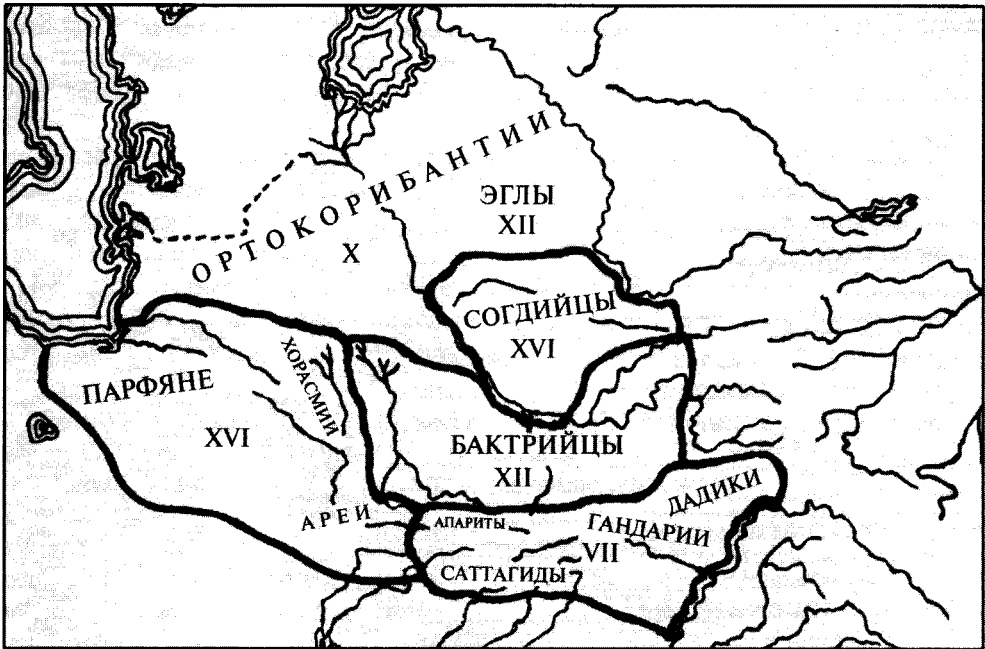 ОРТОКОРИБАНТИИ
X
ЭГЛЫ
XII
СОГДИЙЦЫ
XVI
ПАРФЯНЕ
XVI
ХОРАСМИИ
БАКТРИЙЦЫ
XII
АРЕИ
АПАРИТЫ
САТТАГИДЫ
ГАНДАРИИ
VII
ДАДИКИ